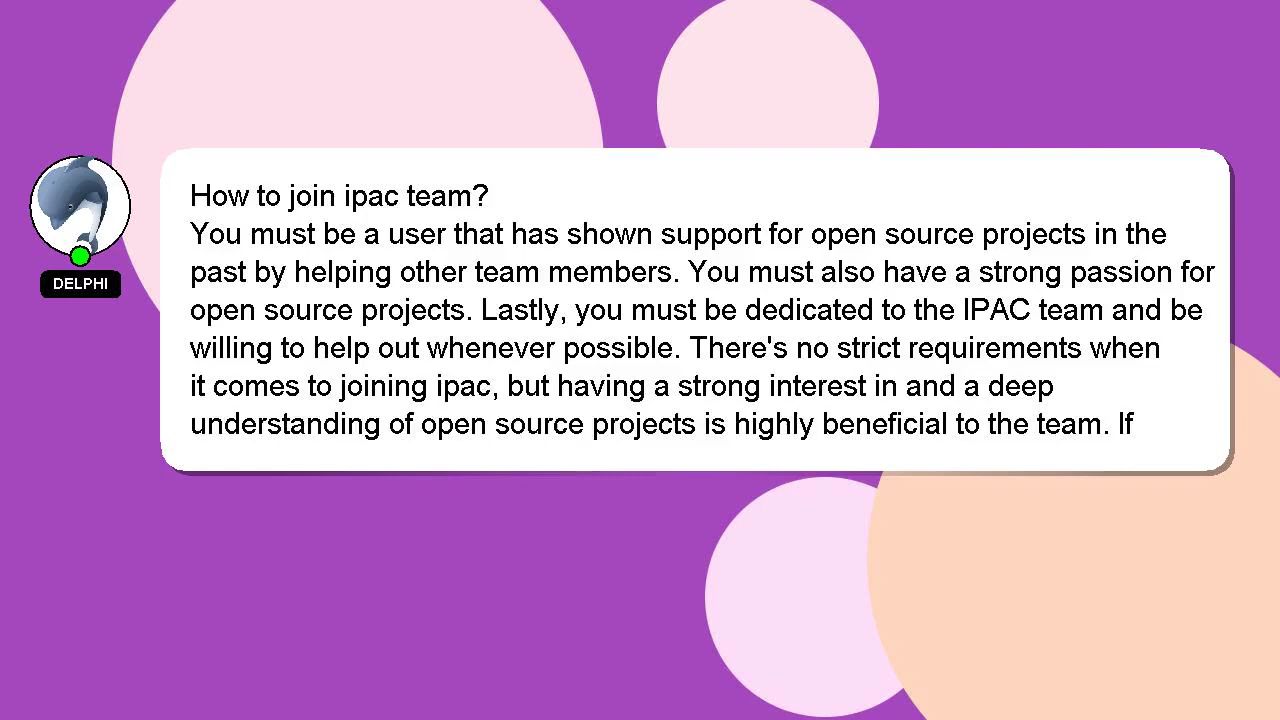 How to join ipac team?
You must be a user that has shown support for open source projects in the
past by helping other team members. You must also have a strong passion for
open source projects. Lastly, you must be dedicated to the IPAC team and be
willing to help out whenever possible. There's no strict requirements when
it comes to joining ipac, but having a strong interest in and a deep
understanding of open source projects is highly beneficial to the team. If
DELPHI